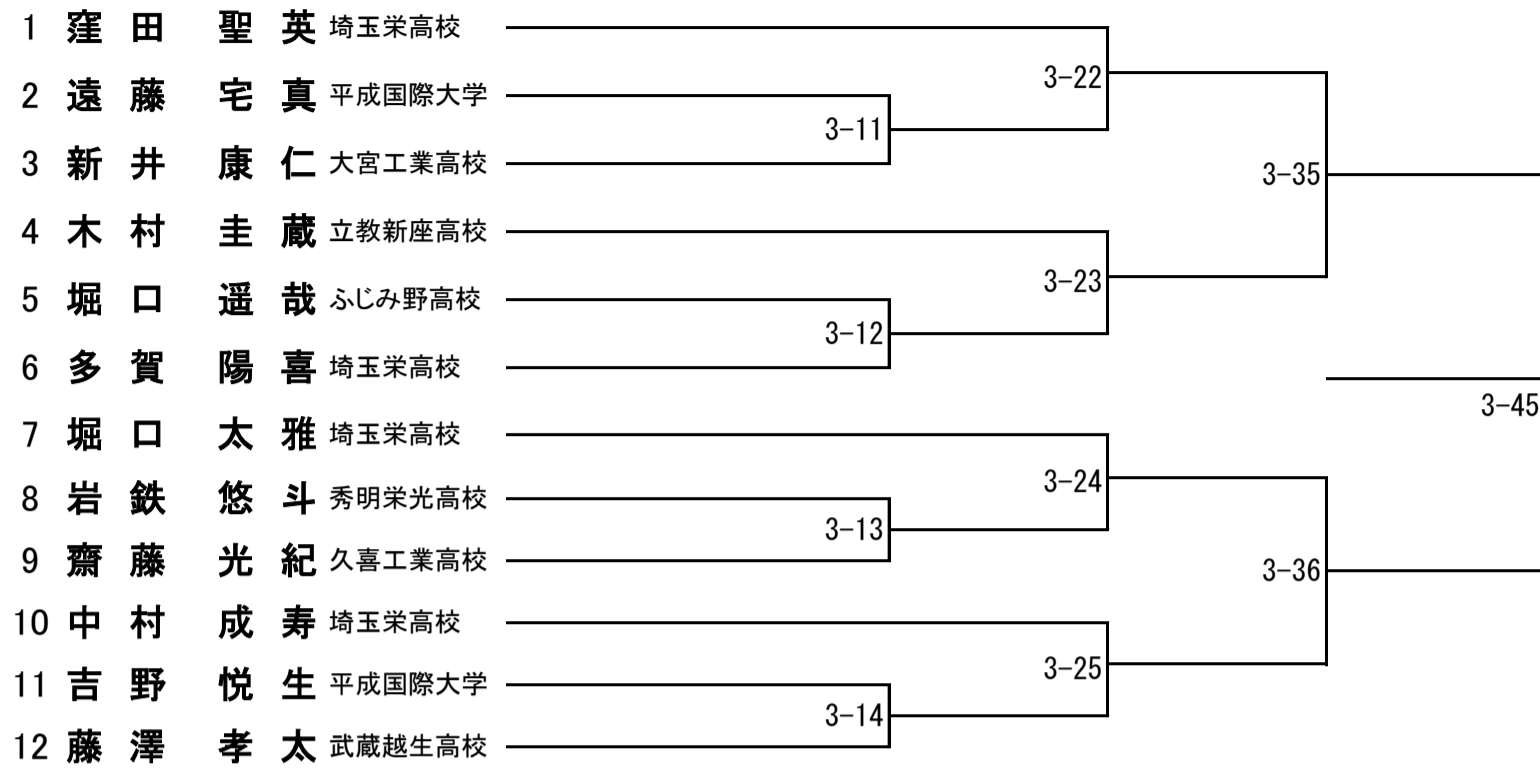 1 窪田 聖英 埼玉栄高校
3-22
2 遠藤 宅真 平成国際大学
3-11
3 新井 康仁 大宮工業高校
3-35
4 木村 圭蔵 立教新座高校
3-23
5 堀口 遥哉 ふじみ野高校
3-12
6 多賀 陽喜 埼玉栄高校
3-45
7 堀口 太雅 埼玉栄高校
3-24
8 岩鉄 悠斗 秀明栄光高校
3-13
9 齋藤 光紀 久喜工業高校
3-36
10 中村 成寿 埼玉栄高校
3-25
11 吉野 悦生 平成国際大学
3-14
12 藤澤 孝太 武蔵越生高校